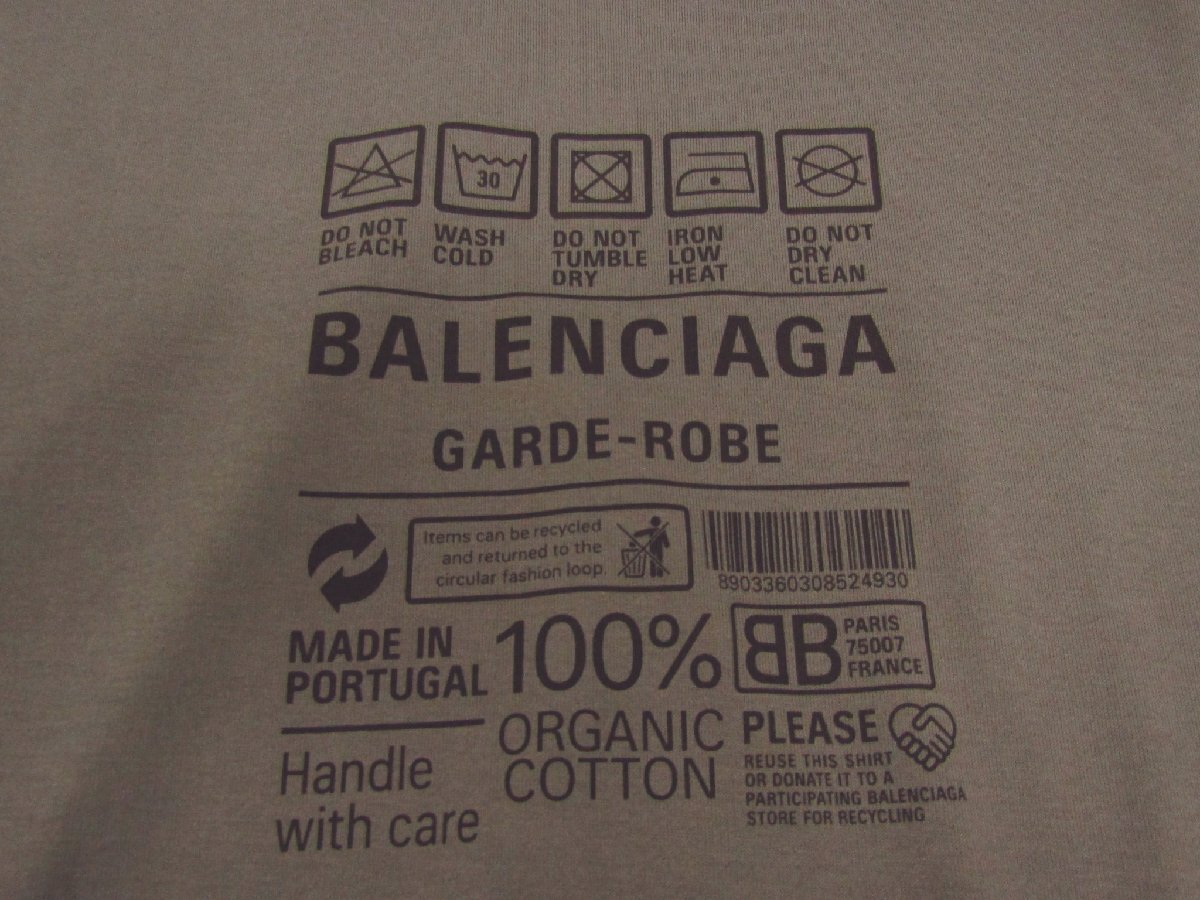 30
DO NOT
BLEACH
WASH
COLD
DO NOT
TUMBLE
DRY
IRON
LOW
HEAT
DO NOT
DRY
CLEAN
BALENCIAGA
GARDE-ROBE
Items can be recycled
and returned to the
circular fashion loop.
8903360308524930
MADE IN
PORTUGAL
100%
ORGANIC
COTTON
BB
PARIS
75007
FRANCE
Handle
with care
PLEASE
REUSE THIS SHIRT
OR DONATE IT TO A
PARTICIPATING BALENCIAGA
STORE FOR RECYCLING